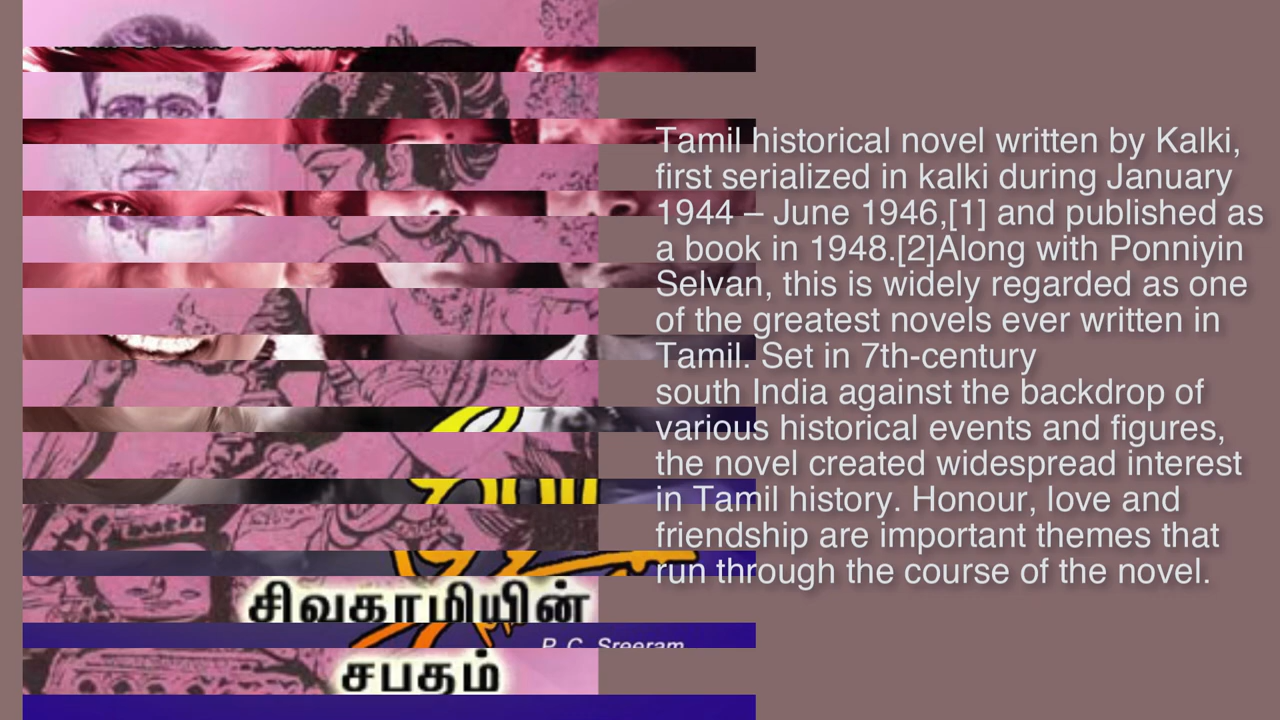 Tamil historical novel written by Kalki,
first serialized in kalki during January
1944 – June 1946,[1] and published as
a book in 1948.[2]Along with Ponniyin
Selvan, this is widely regarded as one
of the greatest novels ever written in
Tamil. Set in 7th-century
south India against the backdrop of
various historical events and figures,
the novel created widespread interest
in Tamil history. Honour, love and
friendship are important themes that
run through the course of the novel.
சிவகாமியின்
P. C. Sreeram
சபதம்